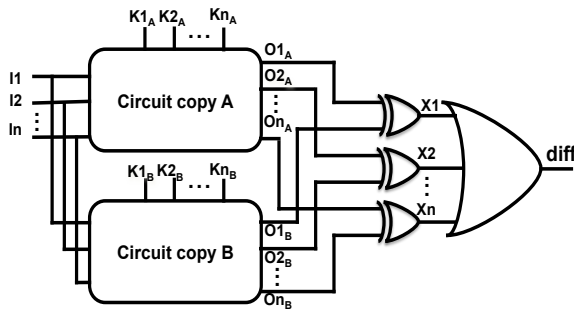 K1A K2A ... KnA
I1
I2
⋮
In
Circuit copy A
O1A
O2A
⋮
OnA
K1B K2B ... KnB
Circuit copy B
O1B
O2B
⋮
OnB
X1
X2
⋮
Xn
diff